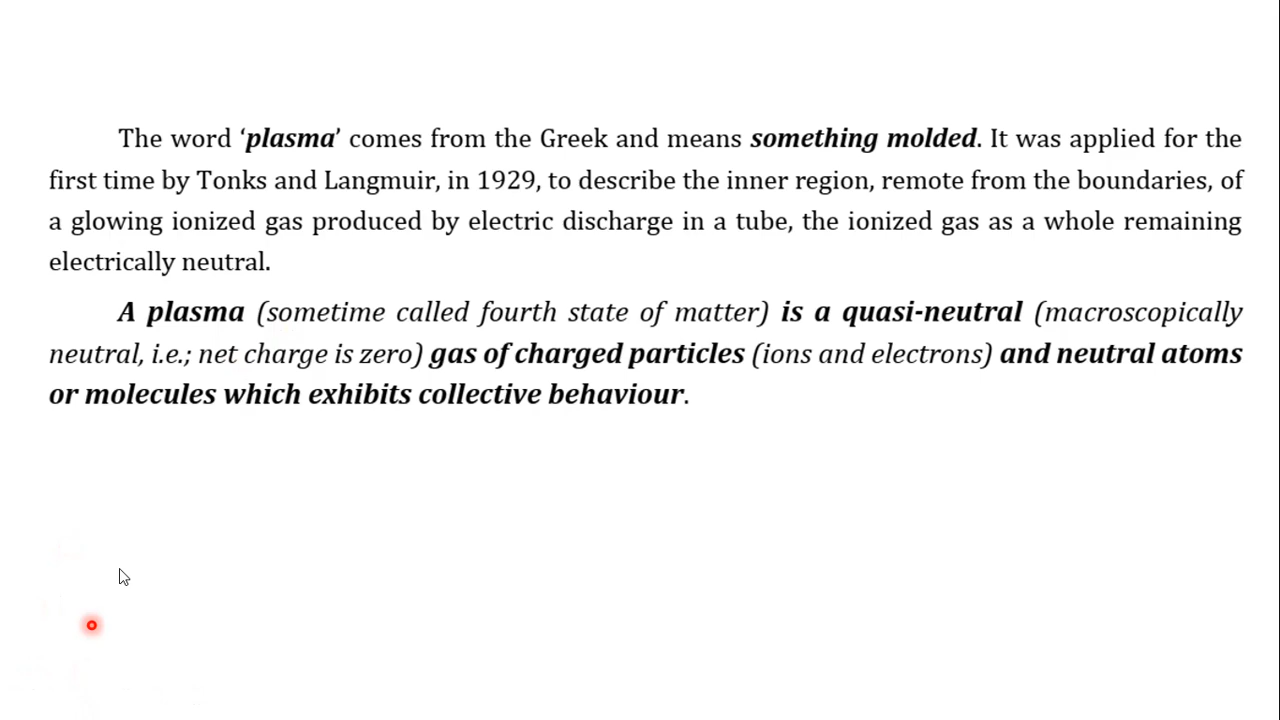 The word ‘plasma’ comes from the Greek and means something molded. It was applied for the
first time by Tonks and Langmuir, in 1929, to describe the inner region, remote from the boundaries, of
a glowing ionized gas produced by electric discharge in a tube, the ionized gas as a whole remaining
electrically neutral.
A plasma (sometime called fourth state of matter) is a quasi-neutral (macroscopically
neutral, i.e.; net charge is zero) gas of charged particles (ions and electrons) and neutral atoms
or molecules which exhibits collective behaviour.